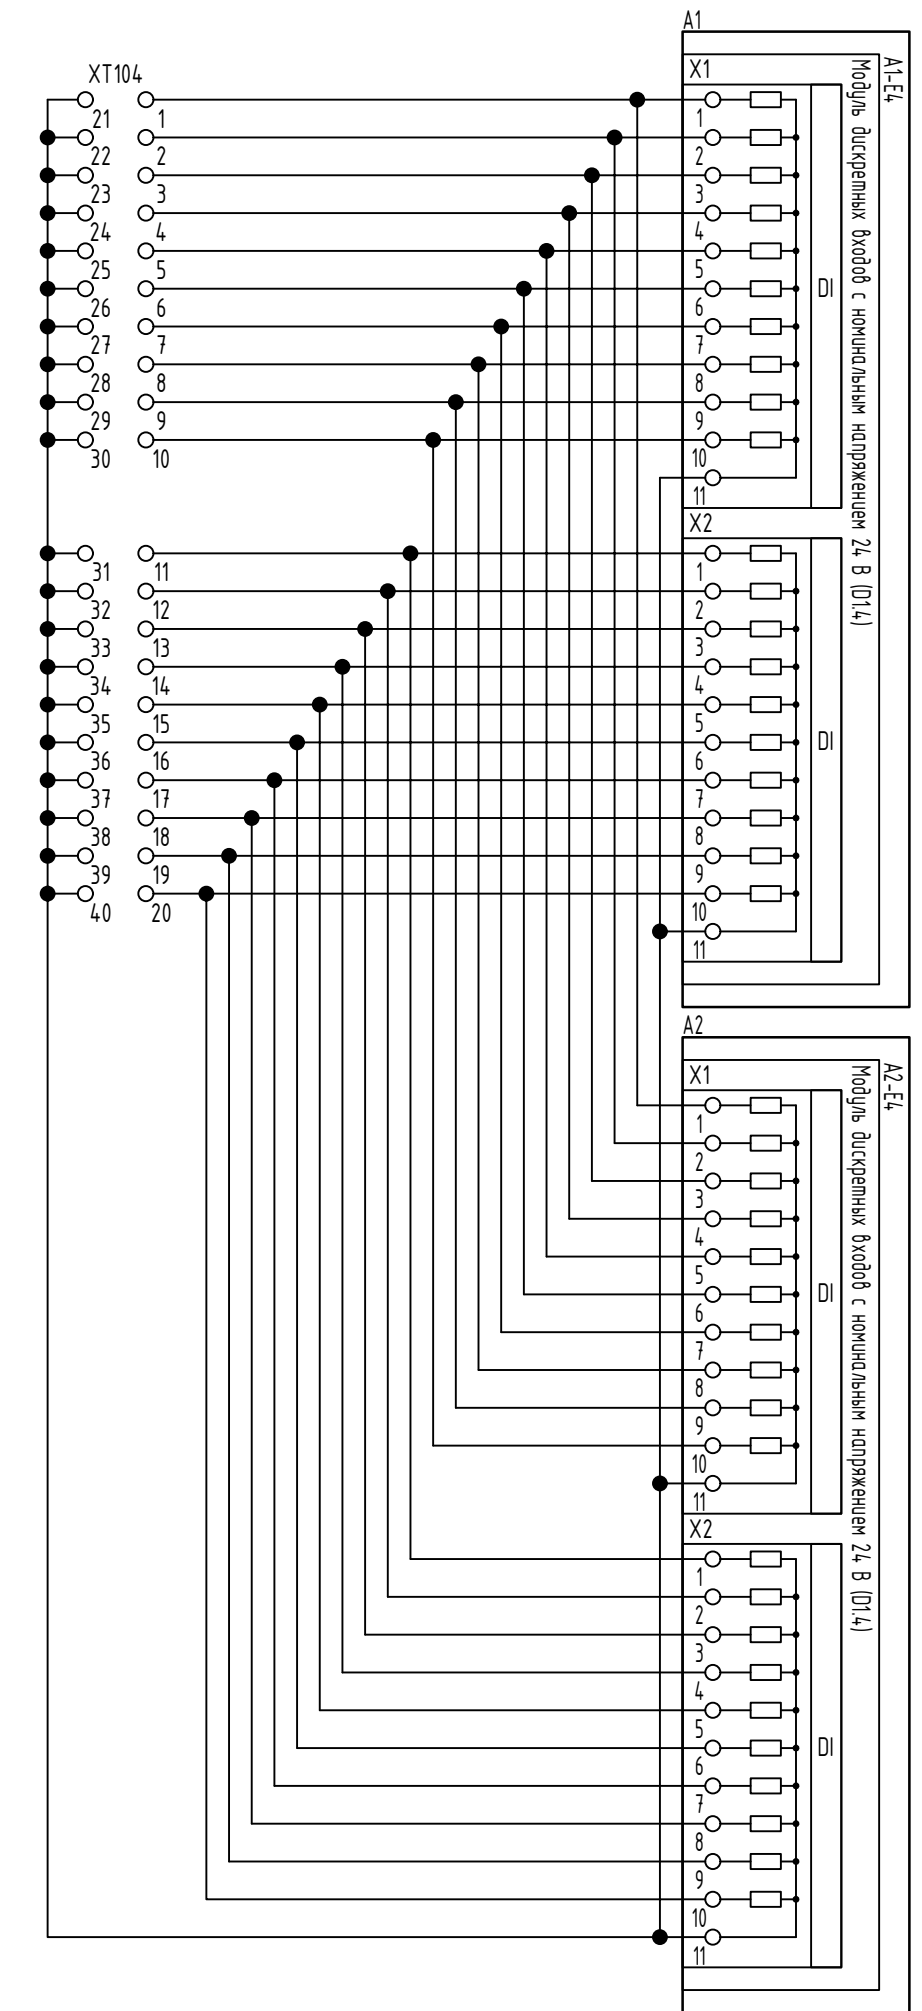 A1
A1-E4
Модуль дискретных входов с номинальным напряжением 24 В (D1.4)
XT104
X1
21 1 1
22 2 2
23 3 3
24 4 4
25 5 5
DI
26 6 6
27 7 7
28 8 8
29 9 9
30 10 10
11
X2
31 11 1
32 12 2
33 13 3
34 14 4
35 15 5
DI
36 16 6
37 17 7
38 18 8
39 19 9
40 20 10
11
A2
A2-E4
Модуль дискретных входов с номинальным напряжением 24 В (D1.4)
X1
1
2
3
4
5
DI
6
7
8
9
10
11
X2
1
2
3
4
5
DI
6
7
8
9
10
11